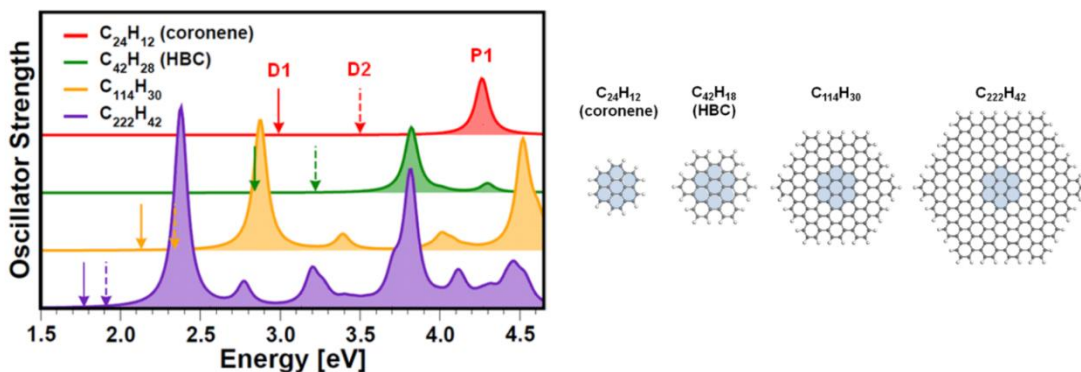 C24H12 (coronene)
C42H28 (HBC)
C114H30
C222H42
D1
D2
P1
Oscillator Strength
1.5 2.0 2.5 3.0 3.5 4.0 4.5
Energy [eV]
C24H12
(coronene)
C42H18
(HBC)
C114H30
C222H42